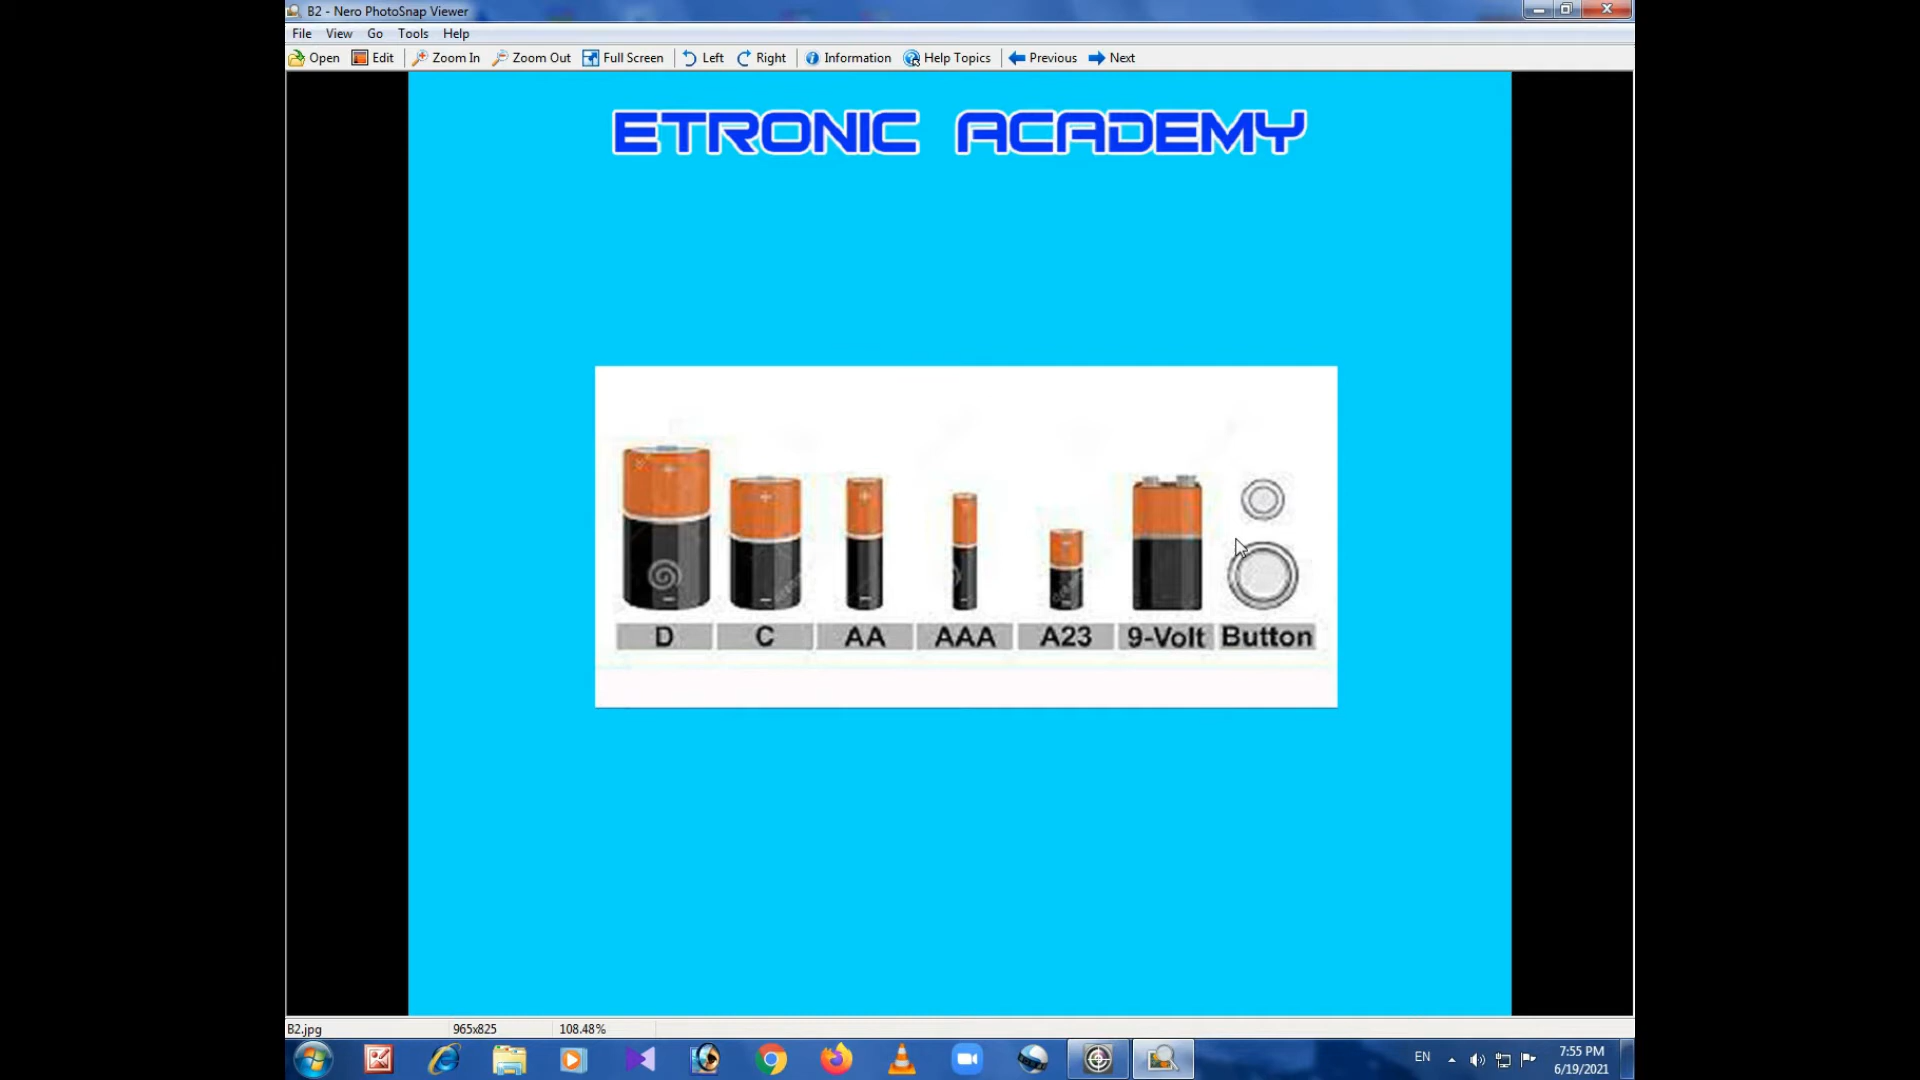 B2 - Nero PhotoSnap Viewer
File View Go Tools Help
Open Edit Zoom In Zoom Out Full Screen Left Right Information Help Topics Previous Next
ETRONIC ACADEMY
D C AA AAA A23 9-Volt Button
B2.jpg 965x825 108.48%
EN 7:55 PM
6/19/2021